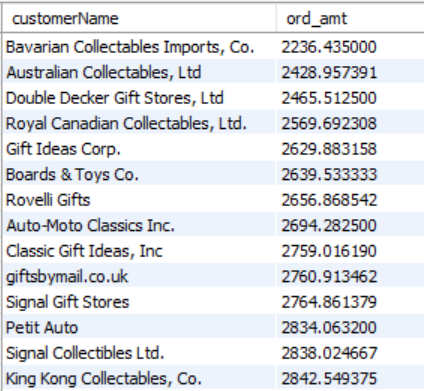 customerName ord_amt
Bavarian Collectables Imports, Co. 2236.435000
Australian Collectables, Ltd 2428.957391
Double Decker Gift Stores, Ltd 2465.512500
Royal Canadian Collectables, Ltd. 2569.692308
Gift Ideas Corp. 2629.883158
Boards & Toys Co. 2639.533333
Rovelli Gifts 2656.868542
Auto-Moto Classics Inc. 2694.282500
Classic Gift Ideas, Inc 2759.016190
giftsbymail.co.uk 2760.913462
Signal Gift Stores 2764.861379
Petit Auto 2834.063200
Signal Collectibles Ltd. 2838.024667
King Kong Collectables, Co. 2842.549375